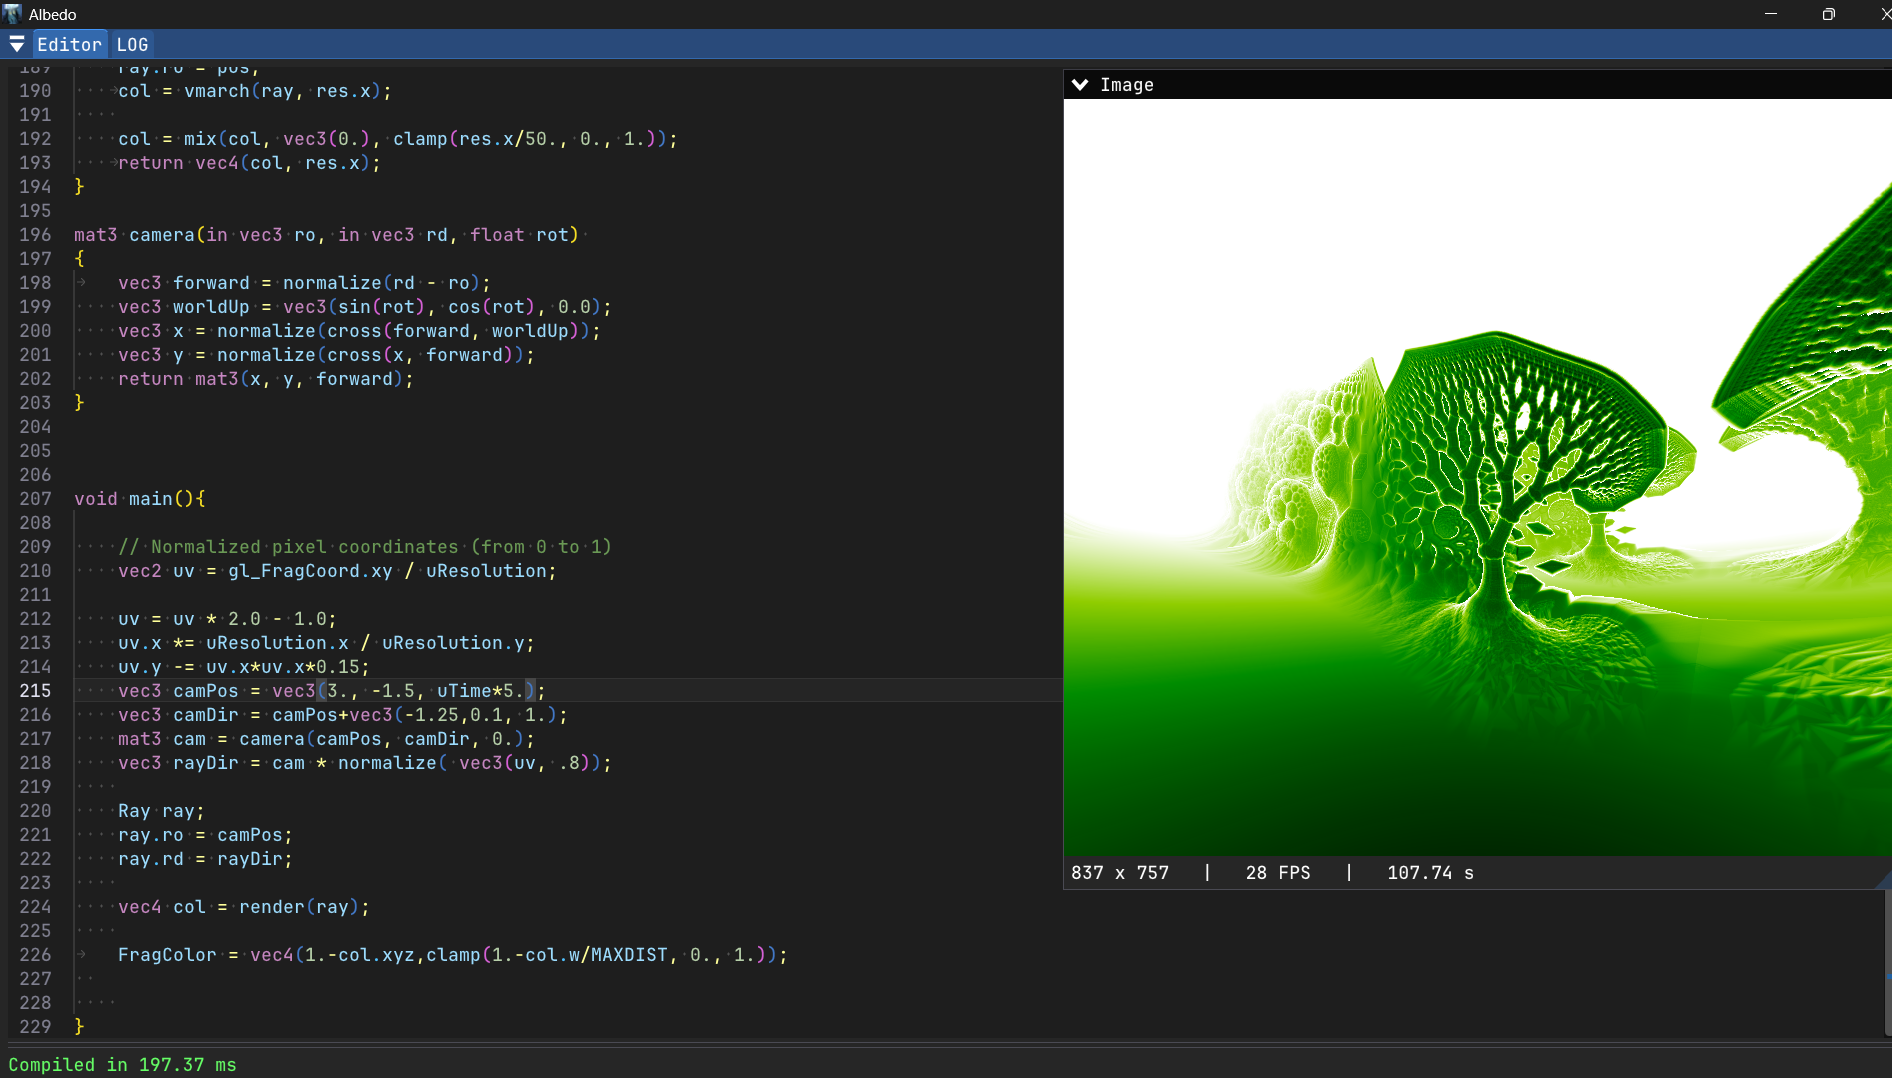 Albedo
Editor LOG
189 ray.ro = pos;
190 col = vmarch(ray, res.x);
191
192 col = mix(col, vec3(0.), clamp(res.x/50., 0., 1.));
193 return vec4(col, res.x);
194 }
195
196 mat3 camera(in vec3 ro, in vec3 rd, float rot)
197 {
198 vec3 forward = normalize(rd - ro);
199 vec3 worldUp = vec3(sin(rot), cos(rot), 0.0);
200 vec3 x = normalize(cross(forward, worldUp));
201 vec3 y = normalize(cross(x, forward));
202 return mat3(x, y, forward);
203 }
204
205
206
207 void main(){
208
209 // Normalized pixel coordinates (from 0 to 1)
210 vec2 uv = gl_FragCoord.xy / uResolution;
211
212 uv = uv * 2.0 - 1.0;
213 uv.x *= uResolution.x / uResolution.y;
214 uv.y -= uv.x*uv.x*0.15;
215 vec3 camPos = vec3(3., -1.5, uTime*5.);
216 vec3 camDir = camPos+vec3(-1.25,0.1, 1.);
217 mat3 cam = camera(camPos, camDir, 0.);
218 vec3 rayDir = cam * normalize( vec3(uv, .8));
219
220 Ray ray;
221 ray.ro = camPos;
222 ray.rd = rayDir;
223
224 vec4 col = render(ray);
225
226 FragColor = vec4(1.-col.xyz,clamp(1.-col.w/MAXDIST, 0., 1.));
227
228
229 }
Image
837 x 757 | 28 FPS | 107.74 s
Compiled in 197.37 ms